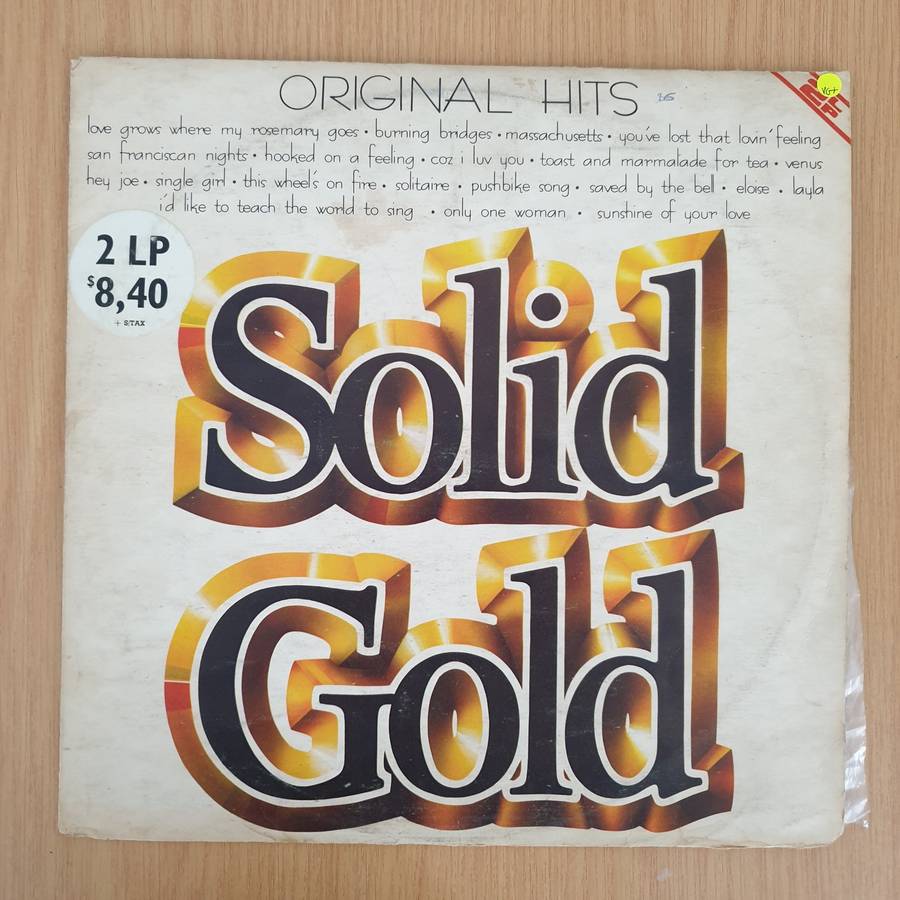 ORIGINAL HITS
love grows where my rosemary goes • burning bridges • massachusetts • you've lost that lovin' feeling
san franciscan nights • hooked on a feeling • coz i luv you • toast and marmalade for tea • venus
hey joe • single girl • this wheel's on fire • solitaire • pushbike song • saved by the bell • eloise • layla
i'd like to teach the world to sing • only one woman • sunshine of your love
VG+
2 LP
$8,40
+ S/TAX
Solid
Gold